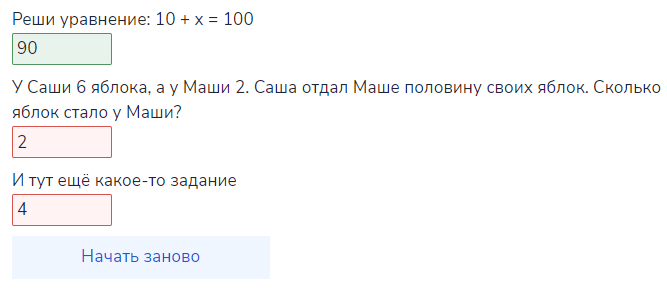 Реши уравнение: 10 + x = 100
90
У Саши 6 яблока, а у Маши 2. Саша отдал Маше половину своих яблок. Сколько
яблок стало у Маши?
2
И тут ещё какое-то задание
4
Начать заново